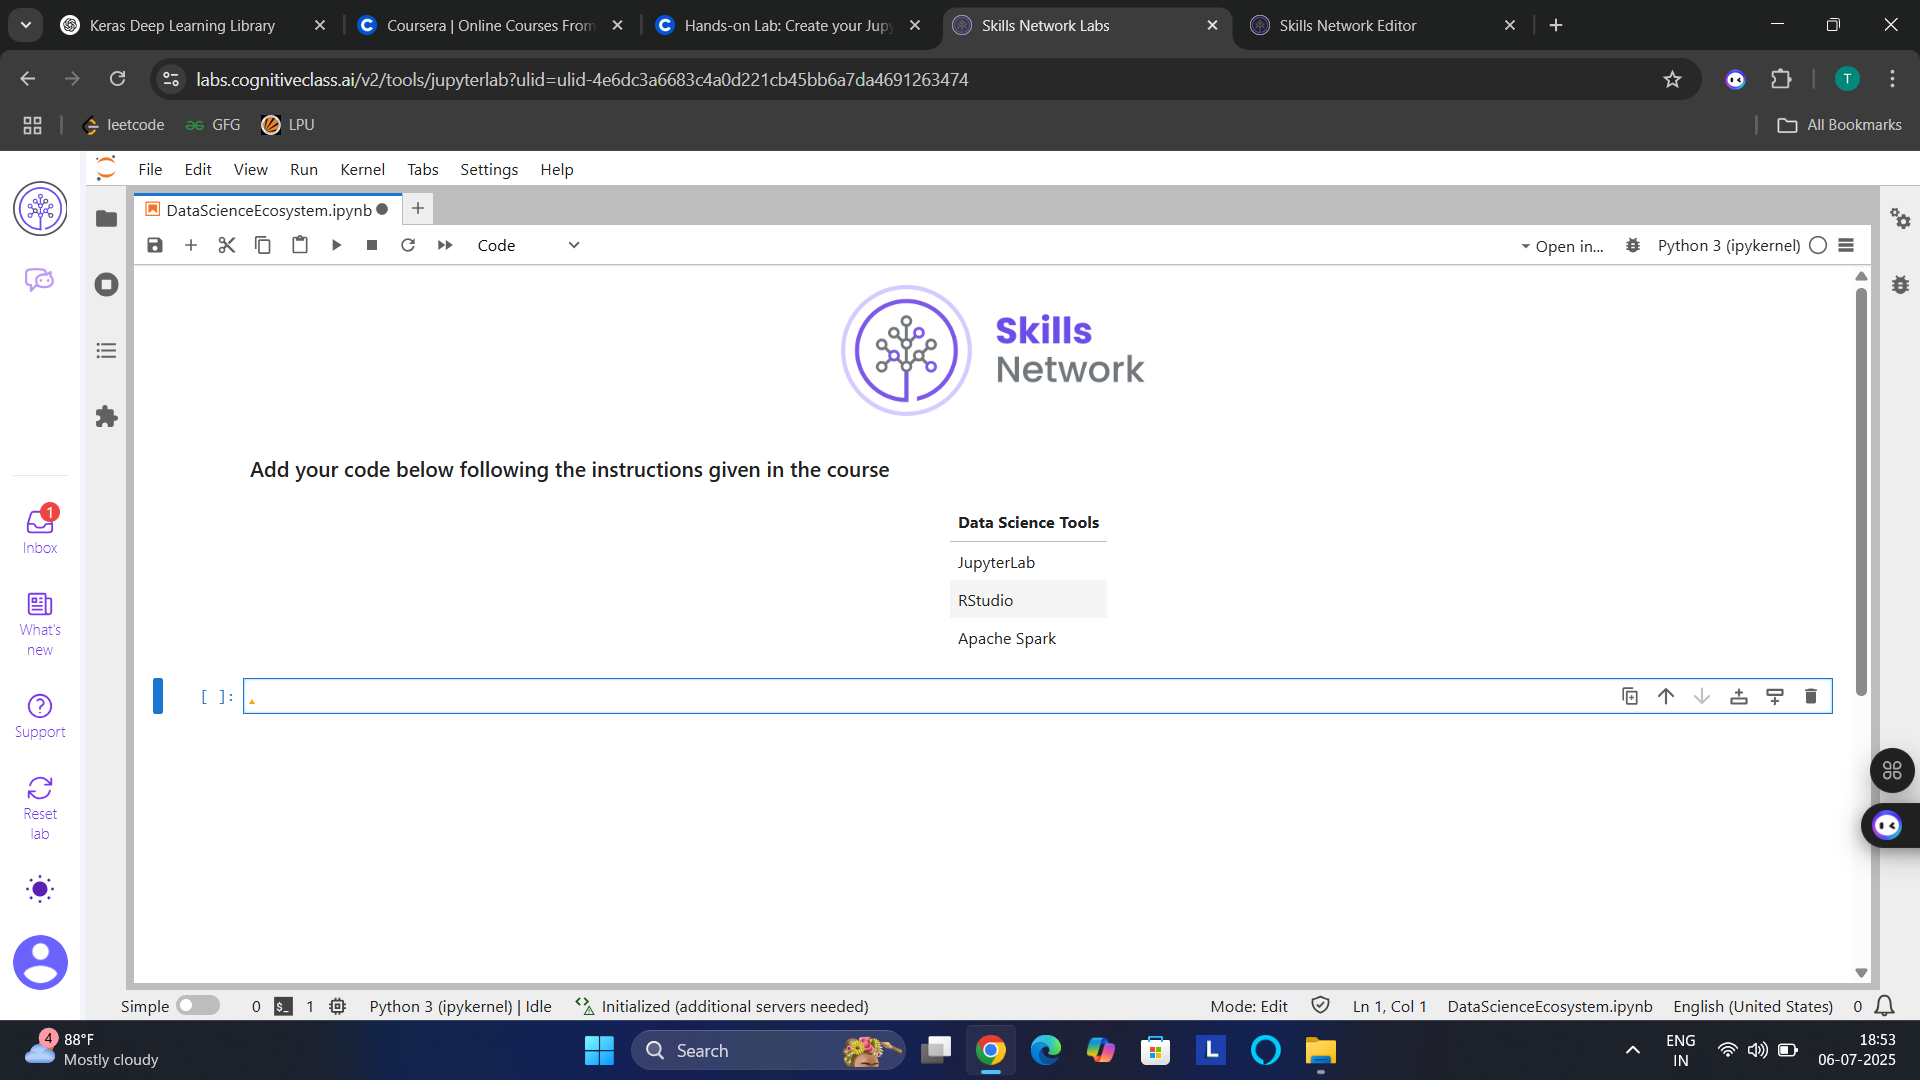 Keras Deep Learning Library
Coursera | Online Courses From
Hands-on Lab: Create your Jupy
Skills Network Labs
Skills Network Editor
labs.cognitiveclass.ai/v2/tools/jupyterlab?ulid=ulid-4e6dc3a6683c4a0d221cb45bb6a7da4691263474
T
leetcode
GFG
LPU
All Bookmarks
File Edit View Run Kernel Tabs Settings Help
DataScienceEcosystem.ipynb
Code
Open in...
Python 3 (ipykernel)
Skills
Network
Add your code below following the instructions given in the course
Data Science Tools
JupyterLab
RStudio
Apache Spark
[ ]:
1
Inbox
What's
new
Support
Reset
lab
Simple
0
1
Python 3 (ipykernel) | Idle
Initialized (additional servers needed)
Mode: Edit
Ln 1, Col 1
DataScienceEcosystem.ipynb
English (United States)
0
4
88°F
Mostly cloudy
Search
L
ENG
IN
18:53
06-07-2025